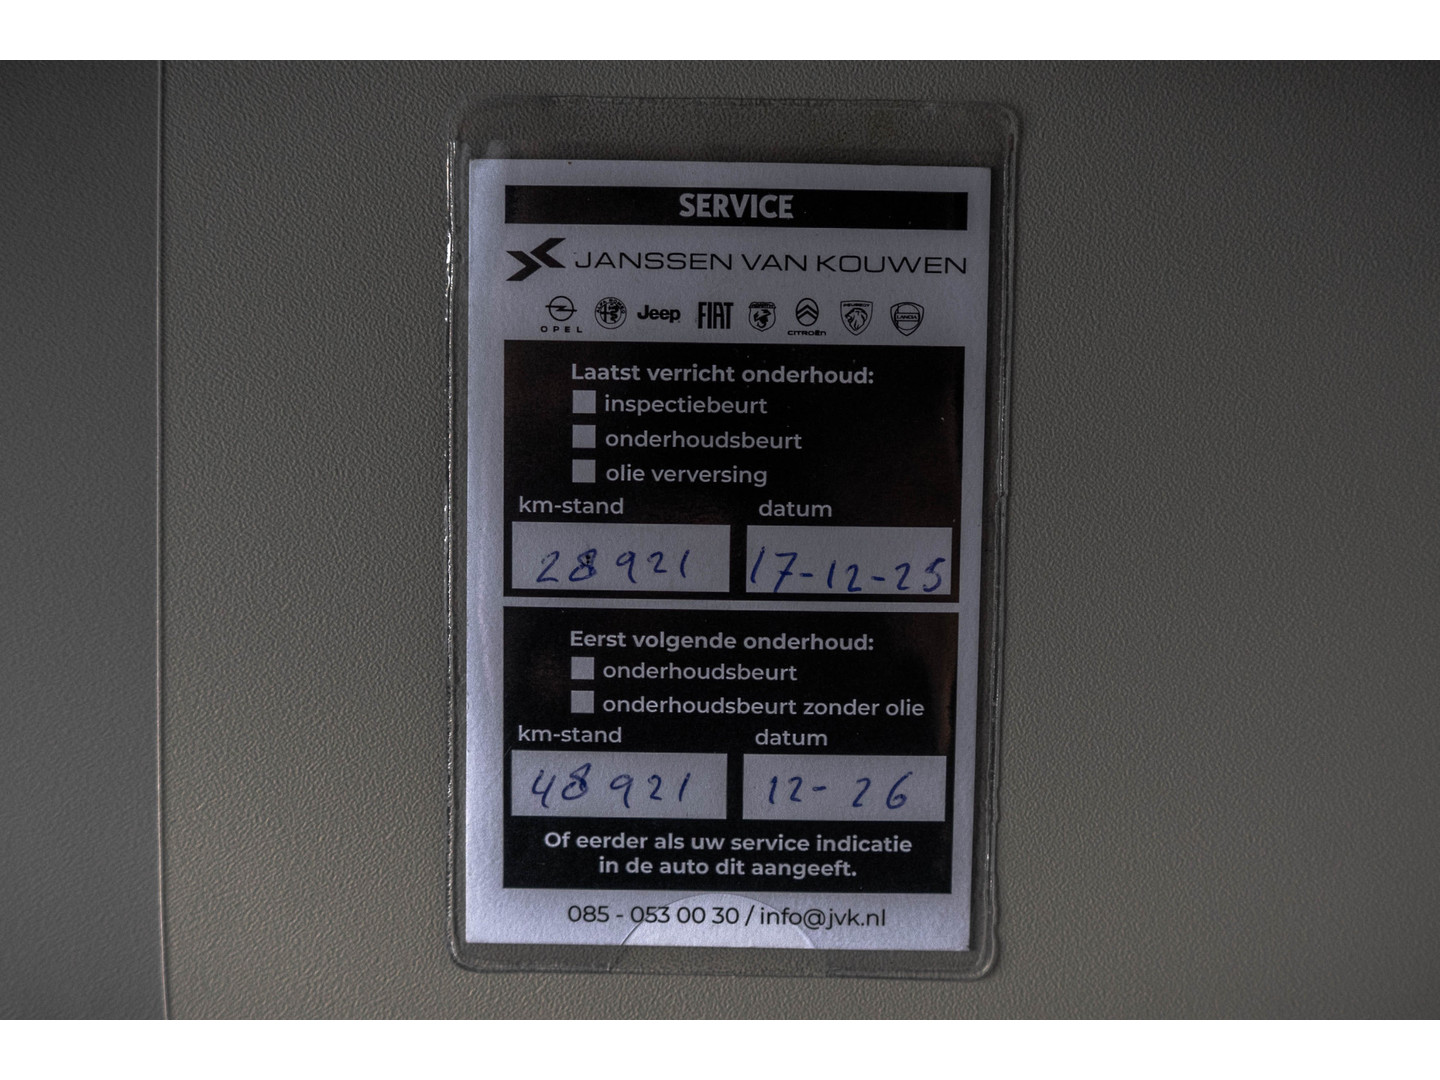 SERVICE
JANSSEN VAN KOUWEN
OPEL Jeep FIAT CITROËN PEUGEOT LANCIA
Laatst verricht onderhoud:
inspectiebeurt
onderhoudsbeurt
olie verversing
km-stand datum
28921 17-12-25
Eerst volgende onderhoud:
onderhoudsbeurt
onderhoudsbeurt zonder olie
km-stand datum
48921 12-26
Of eerder als uw service indicatie
in de auto dit aangeeft.
085 - 053 00 30 / info@jvk.nl